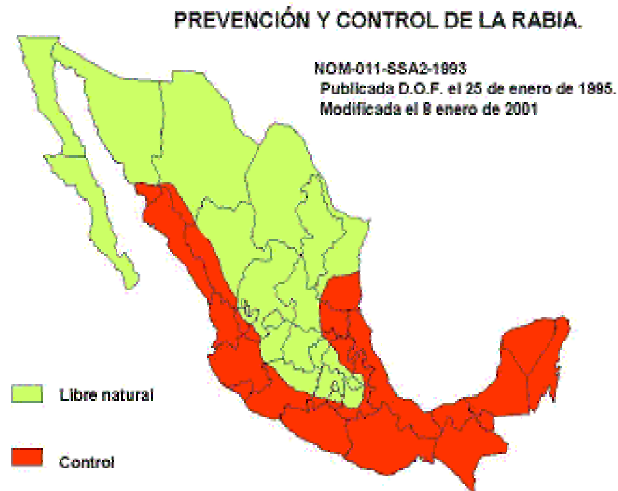 PREVENCIÓN Y CONTROL DE LA RABIA.
NOM-011-SSA2-1993
Publicada D.O.F. el 25 de enero de 1995.
Modificada el 8 enero de 2001
Libre natural
Control